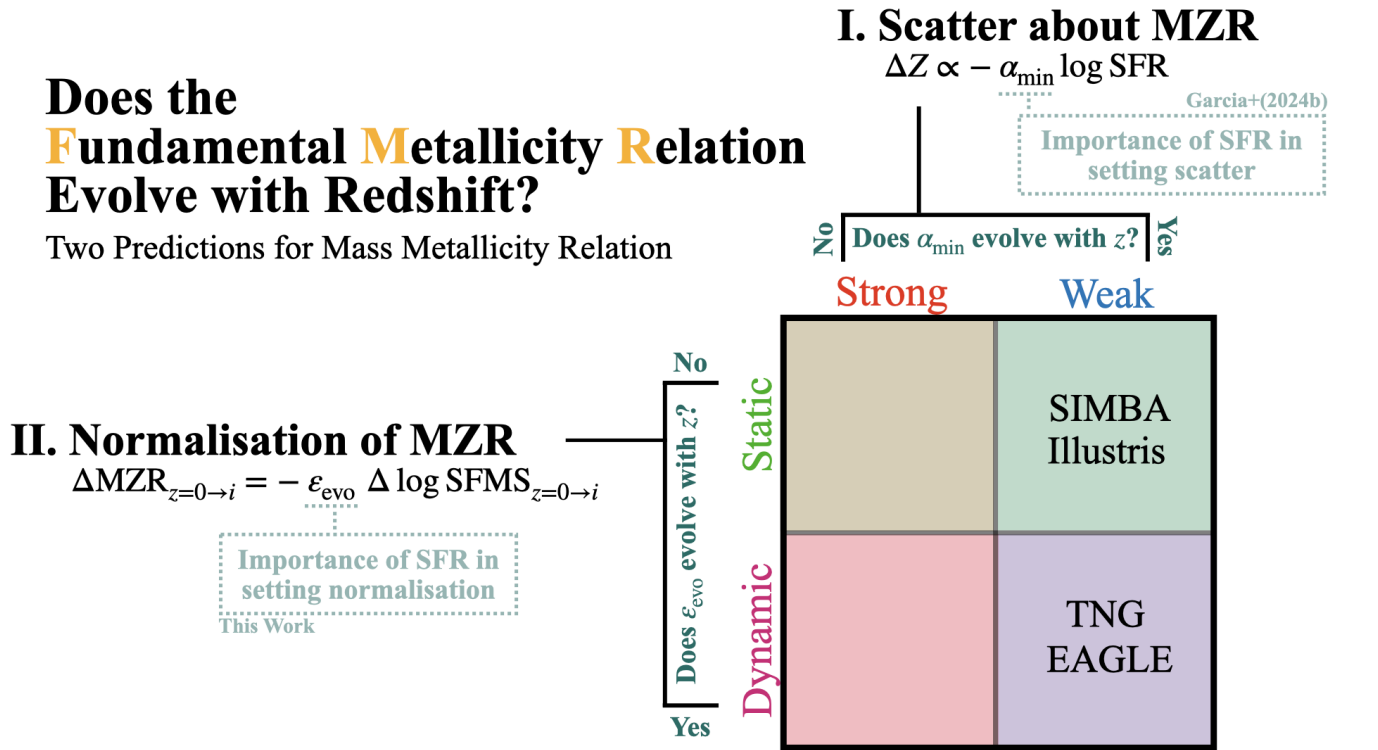 Does the
Fundamental Metallicity Relation
Evolve with Redshift?
Two Predictions for Mass Metallicity Relation
I. Scatter about MZR
ΔZ ∝ − α_min log SFR
Garcia+(2024b)
Importance of SFR in
setting scatter
No
Does α_min evolve with z?
Yes
Strong
Weak
II. Normalisation of MZR
ΔMZR_{z=0→i} = − ε_evo Δ log SFMS_{z=0→i}
Importance of SFR in
setting normalisation
This Work
No
Does ε_evo evolve with z?
Yes
Static
Dynamic
SIMBA
Illustris
TNG
EAGLE